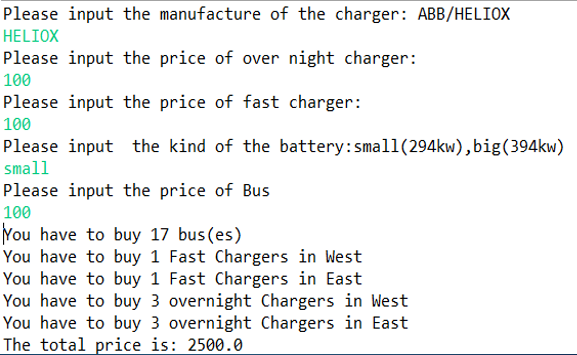 Please input the manufacture of the charger: ABB/HELIOX
HELIOX
Please input the price of over night charger:
100
Please input the price of fast charger:
100
Please input  the kind of the battery:small(294kw),big(394kw)
small
Please input the price of Bus
100
You have to buy 17 bus(es)
You have to buy 1 Fast Chargers in West
You have to buy 1 Fast Chargers in East
You have to buy 3 overnight Chargers in West
You have to buy 3 overnight Chargers in East
The total price is: 2500.0